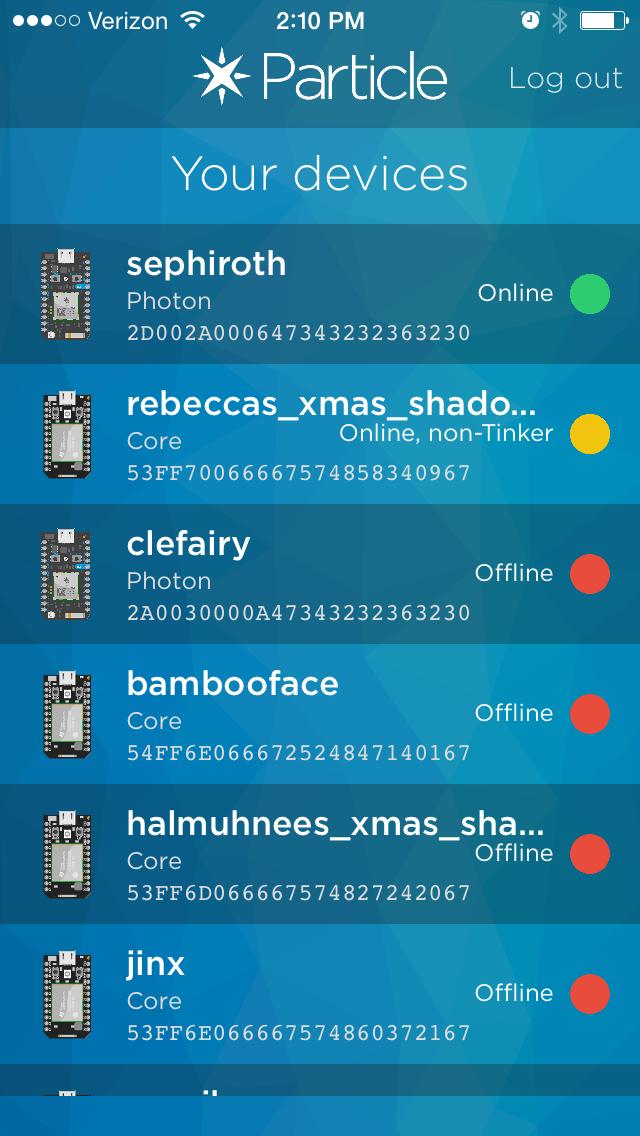 Verizon 2:10 PM
Particle
Log out
Your devices
sephiroth
Photon
Online
2D002A000647343232363230
rebeccas_xmas_shado...
Core
Online, non-Tinker
53FF70066667574858340967
clefairy
Photon
Offline
2A0030000A47343232363230
bambooface
Core
Offline
54FF6E066672524847140167
halmuhnees_xmas_sha...
Core
Offline
53FF6D066667574827242067
jinx
Core
Offline
53FF6E066667574860372167